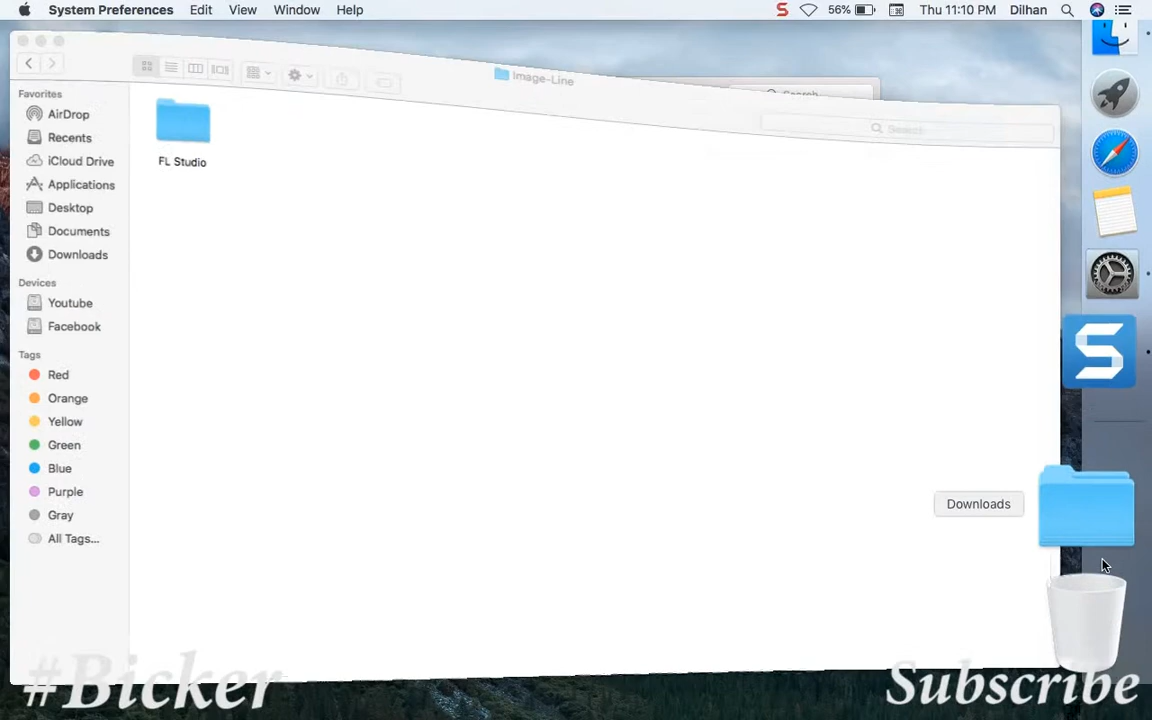 System Preferences Edit View Window Help 56% Thu 11:10 PM Dilhan
Image-Line
Search
Search
Favorites
AirDrop
Recents
iCloud Drive
Applications
Desktop
Documents
Downloads
Devices
Youtube
Facebook
Tags
Red
Orange
Yellow
Green
Blue
Purple
Gray
All Tags...
FL Studio
Downloads
#Bicker
Subscribe